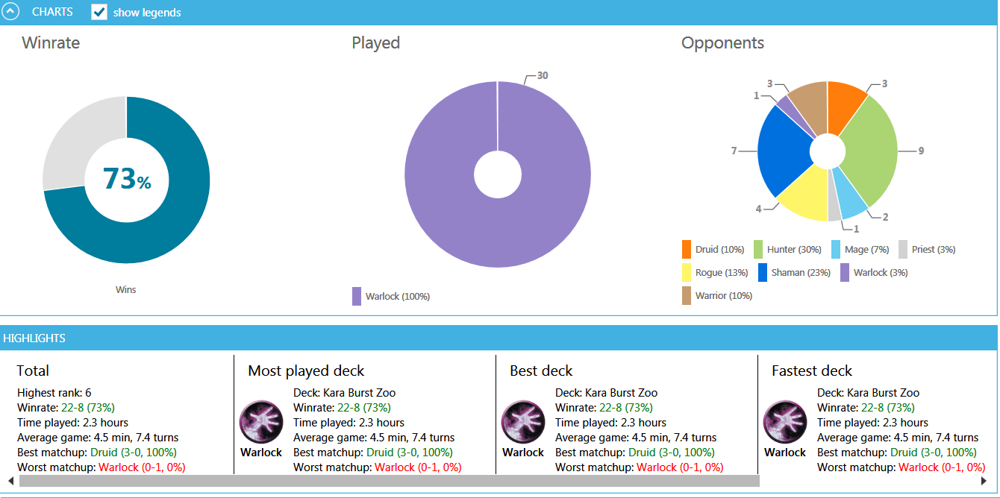 CHARTS
show legends
Winrate
73%
Wins
Played
30
Warlock (100%)
Opponents
3
3
1
9
7
4
2
1
Druid (10%) Hunter (30%) Mage (7%) Priest (3%)
Rogue (13%) Shaman (23%) Warlock (3%)
Warrior (10%)
HIGHLIGHTS
Total
Highest rank: 6
Winrate: 22-8 (73%)
Time played: 2.3 hours
Average game: 4.5 min, 7.4 turns
Best matchup: Druid (3-0, 100%)
Worst matchup: Warlock (0-1, 0%)
Most played deck
Warlock
Deck: Kara Burst Zoo
Winrate: 22-8 (73%)
Time played: 2.3 hours
Average game: 4.5 min, 7.4 turns
Best matchup: Druid (3-0, 100%)
Worst matchup: Warlock (0-1, 0%)
Best deck
Warlock
Deck: Kara Burst Zoo
Winrate: 22-8 (73%)
Time played: 2.3 hours
Average game: 4.5 min, 7.4 turns
Best matchup: Druid (3-0, 100%)
Worst matchup: Warlock (0-1, 0%)
Fastest deck
Warlock
Deck: Kara Burst Zoo
Winrate: 22-8 (73%)
Time played: 2.3 hours
Average game: 4.5 min, 7.4 turns
Best matchup: Druid (3-0, 100%)
Worst matchup: Warlock (0-1, 0%)